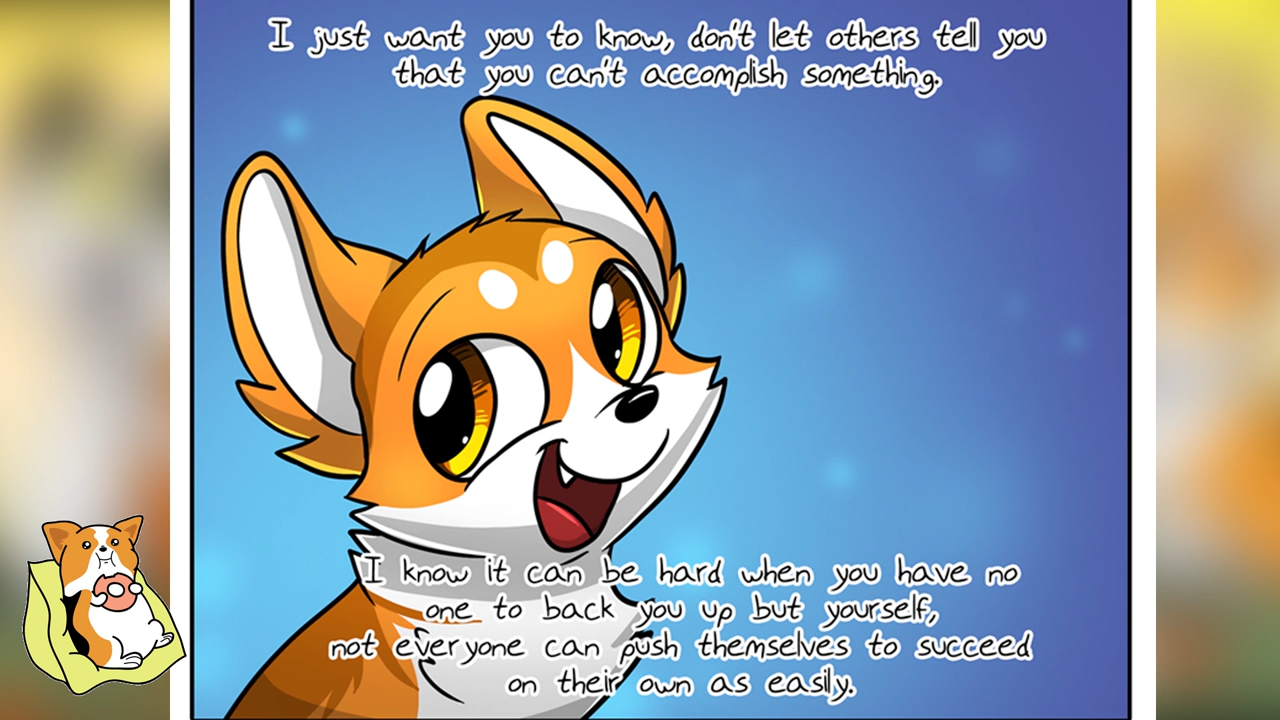 I just want you to know, don't let others tell you
that you can't accomplish something.
I know it can be hard when you have no
one to back you up but yourself,
not everyone can push themselves to succeed
on their own as easily.